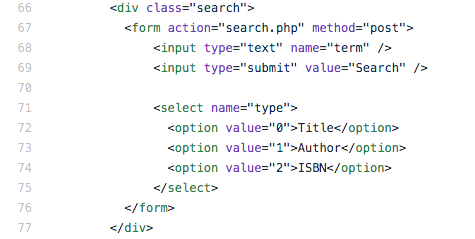 66 <div class="search">
67 <form action="search.php" method="post">
68 <input type="text" name="term" />
69 <input type="submit" value="Search" />
70
71 <select name="type">
72 <option value="0">Title</option>
73 <option value="1">Author</option>
74 <option value="2">ISBN</option>
75 </select>
76 </form>
77 </div>